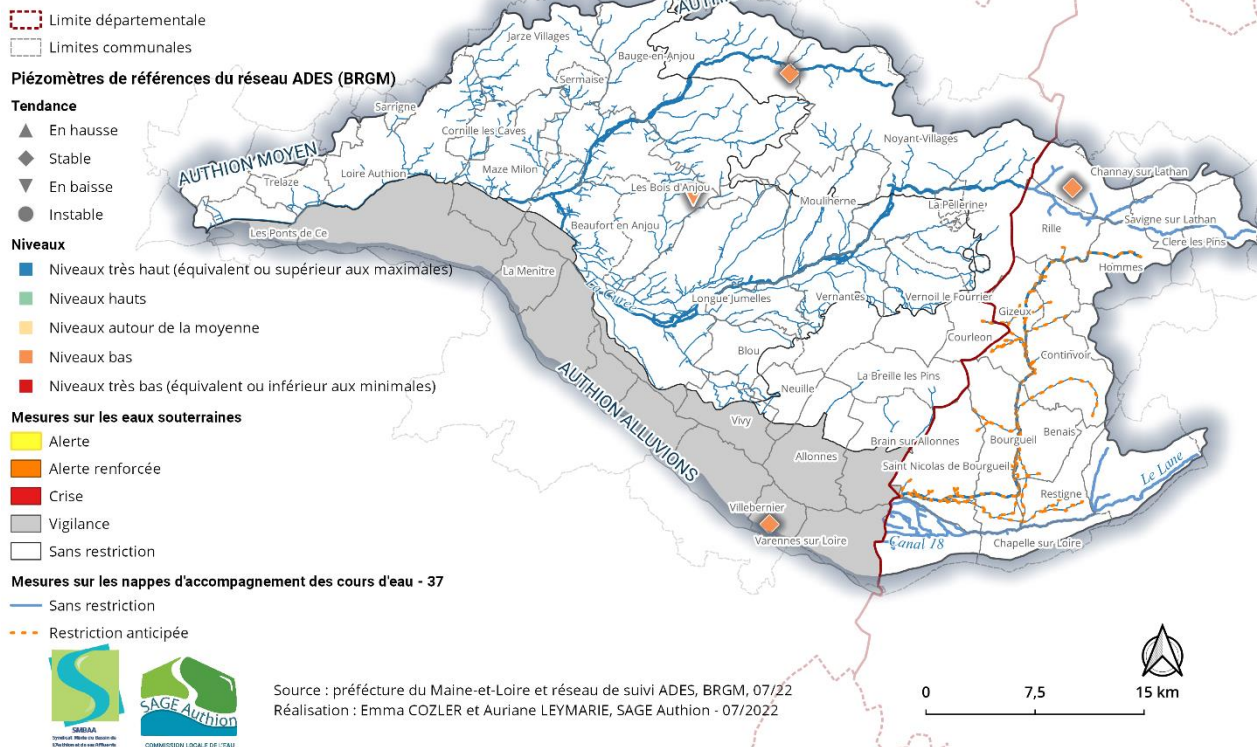 Limite départementale
Limites communales
Piézomètres de références du réseau ADES (BRGM)
Tendance
En hausse
Stable
En baisse
Instable
Niveaux
Niveaux très haut (équivalent ou supérieur aux maximales)
Niveaux hauts
Niveaux autour de la moyenne
Niveaux bas
Niveaux très bas (équivalent ou inférieur aux minimales)
Mesures sur les eaux souterraines
Alerte
Alerte renforcée
Crise
Vigilance
Sans restriction
Mesures sur les nappes d'accompagnement des cours d'eau - 37
Sans restriction
Restriction anticipée
Jarze Villages
Bauge-en-Anjou
Sermaise
Sarrigne
Cornille les Caves
Noyant-Villages
AUTHION MOYEN
Trelaze
Loire Authion
Maze Milon
Les Bois d'Anjou
Channay sur Lathan
Mouliherne
La Pellerine
Les Ponts de Ce
Beaufort en Anjou
Rille
Savigne sur Lathan
Clere les Pins
La Menitre
Hommes
Longue Jumelles
Vernantes
Vernoil le Fourrier
Gizeux
Courleon
Blou
Continvoir
AUTHION ALLUVIONS
Neuille
La Breille les Pins
Vivy
Brain sur Allonnes
Bourgueil
Benais
Allonnes
Saint Nicolas de Bourgueil
Le Lane
Restigne
Villebernier
Varennes sur Loire
Canal 18
Chapelle sur Loire
SMBAA
SAGE Authion
COMMISSION LOCALE DE L'EAU
Source : préfécture du Maine-et-Loire et réseau de suivi ADES, BRGM, 07/22
Réalisation : Emma COZLER et Auriane LEYMARIE, SAGE Authion - 07/2022
0 7,5 15 km